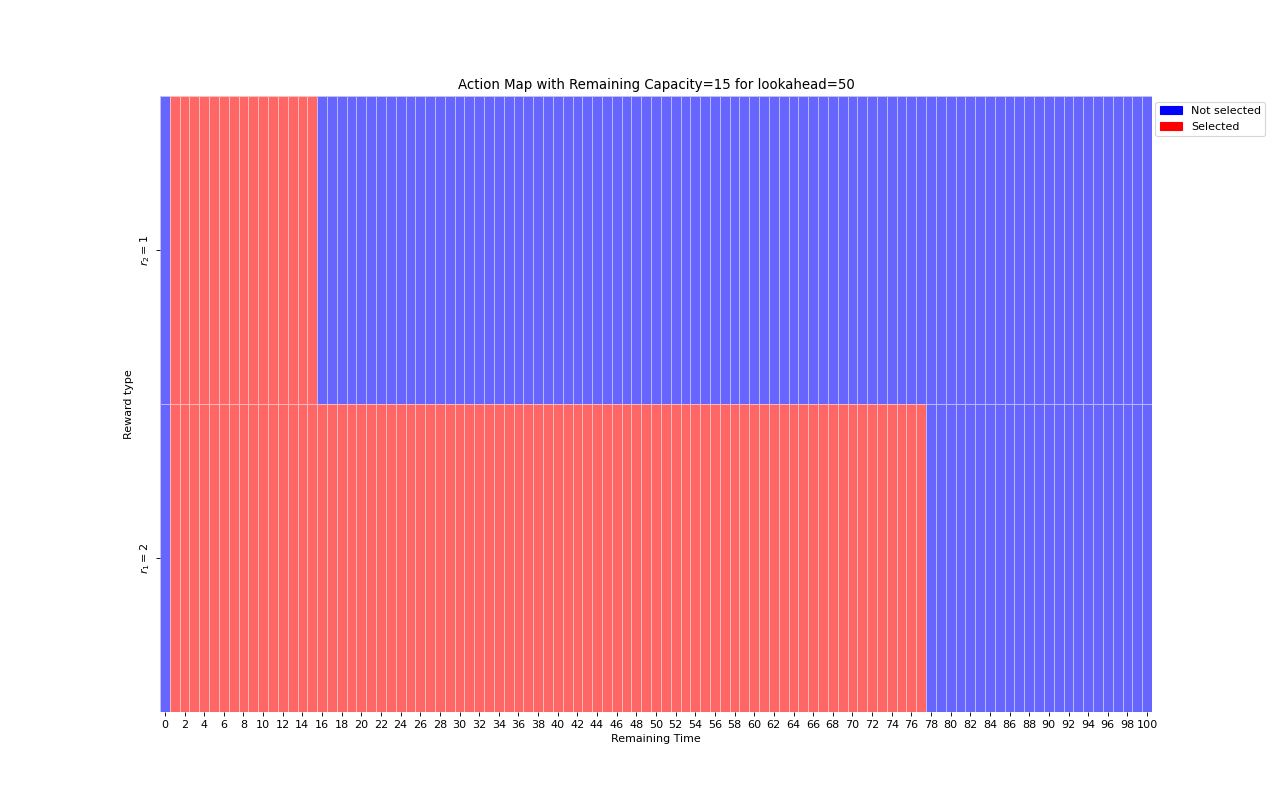 Action Map with Remaining Capacity=15 for lookahead=50
Not selected
Selected
r₂ = 1
Reward type
r₁ = 2
0 2 4 6 8 10 12 14 16 18 20 22 24 26 28 30 32 34 36 38 40 42 44 46 48 50 52 54 56 58 60 62 64 66 68 70 72 74 76 78 80 82 84 86 88 90 92 94 96 98 100
Remaining Time